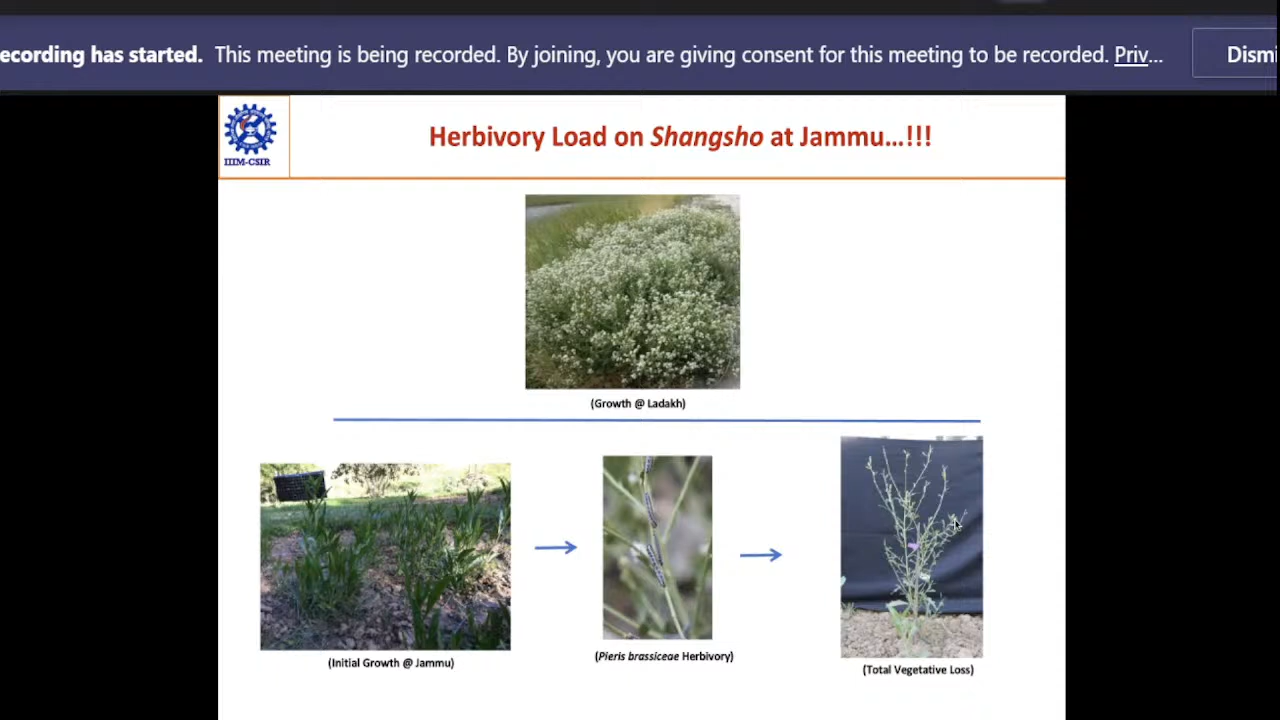 ecording has started. This meeting is being recorded. By joining, you are giving consent for this meeting to be recorded. Priv... Dismi
IIIM-CSIR
Herbivory Load on Shangsho at Jammu...!!!
(Growth @ Ladakh)
(Initial Growth @ Jammu)
(Pieris brassiceae Herbivory)
(Total Vegetative Loss)